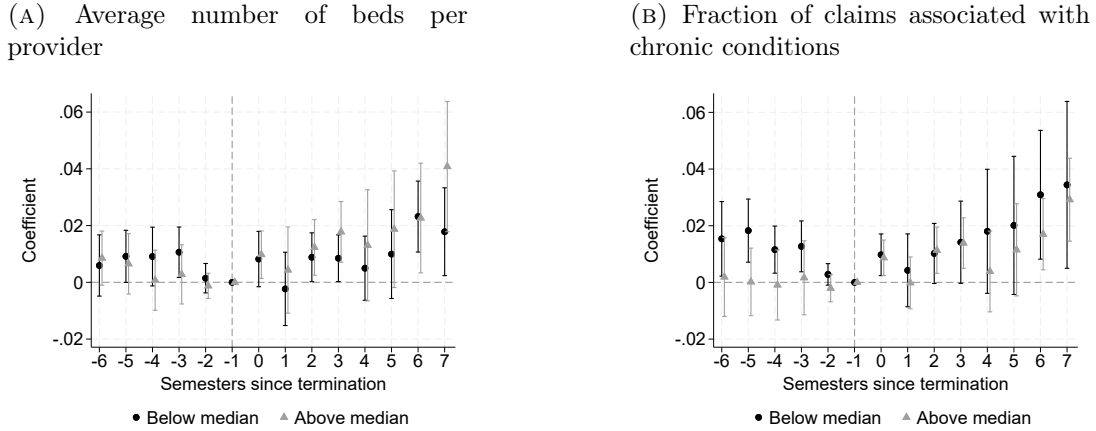 (A) Average number of beds per
provider
.06
.04
.02
0
-.02
Coefficient
-6 -5 -4 -3 -2 -1 0 1 2 3 4 5 6 7
Semesters since termination
Below median Above median
(B) Fraction of claims associated with
chronic conditions
.06
.04
.02
0
-.02
Coefficient
-6 -5 -4 -3 -2 -1 0 1 2 3 4 5 6 7
Semesters since termination
Below median Above median